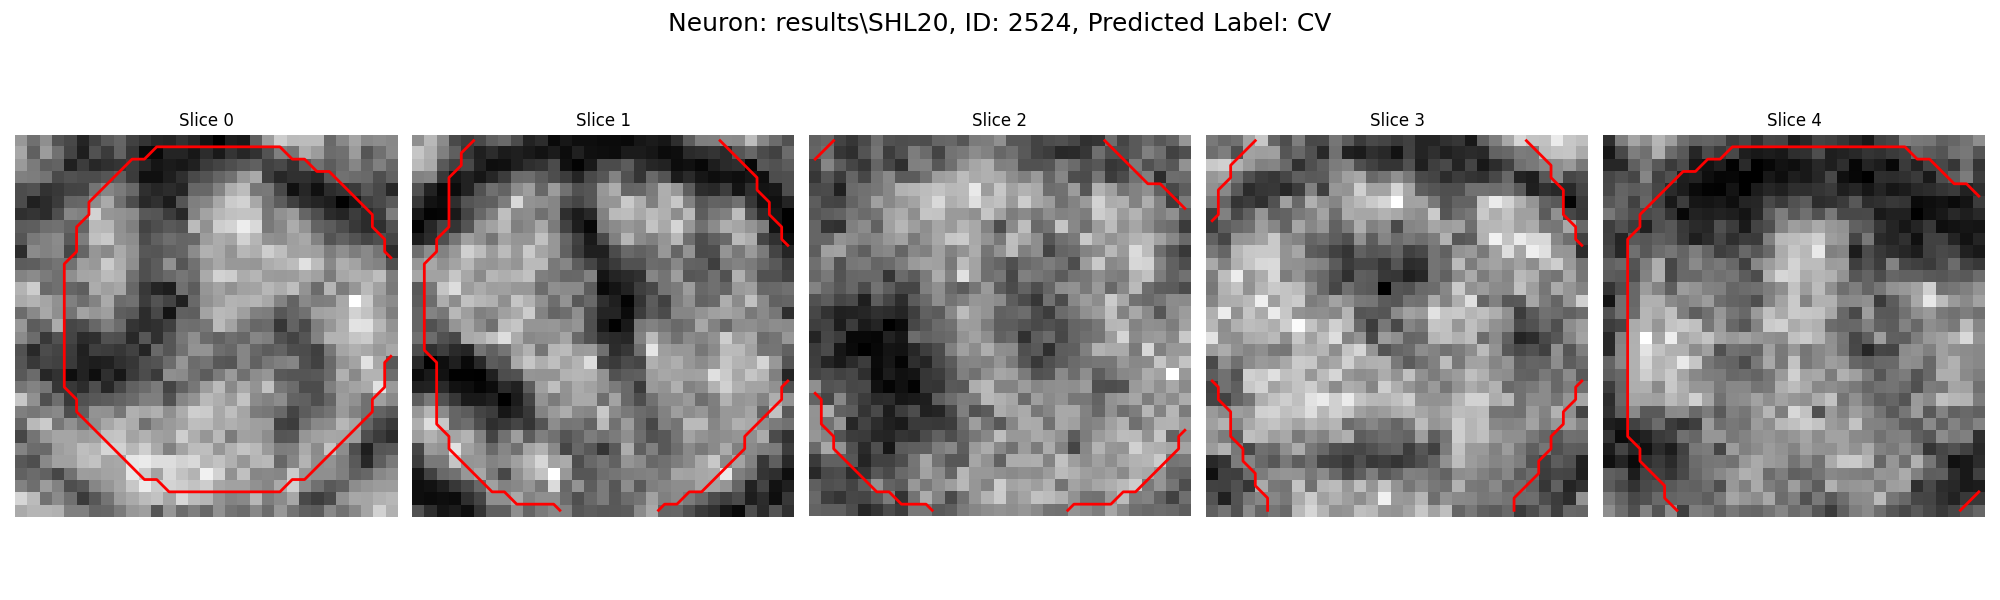 Neuron: results\SHL20, ID: 2524, Predicted Label: CV
Slice 0
Slice 1
Slice 2
Slice 3
Slice 4